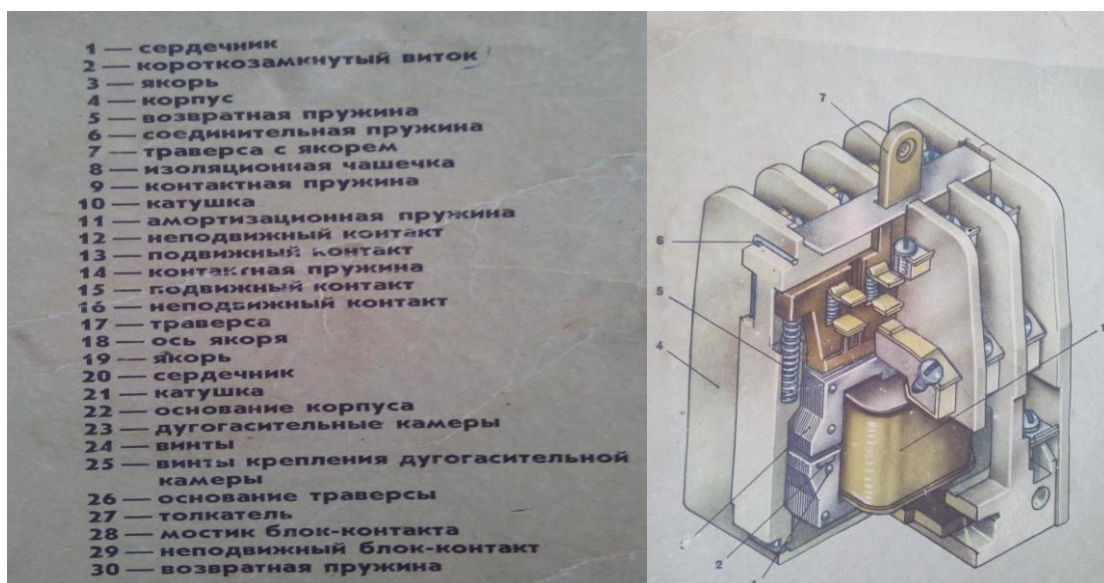 1 — сердечник
2 — короткозамкнутый виток
3 — якорь
4 — корпус
5 — возвратная пружина
6 — соединительная пружина
7 — траверса с якорем
8 — изоляционная чашечка
9 — контактная пружина
10 — катушка
11 — амортизационная пружина
12 — неподвижный контакт
13 — подвижный контакт
14 — контактная пружина
15 — подвижный контакт
16 — неподвижный контакт
17 — траверса
18 — ось якоря
19 — якорь
20 — сердечник
21 — катушка
22 — основание корпуса
23 — дугогасительные камеры
24 — винты
25 — винты крепления дугогасительной
камеры
26 — основание траверсы
27 — толкатель
28 — мостик блок-контакта
29 — неподвижный блок-контакт
30 — возвратная пружина
7
6
5
4
2